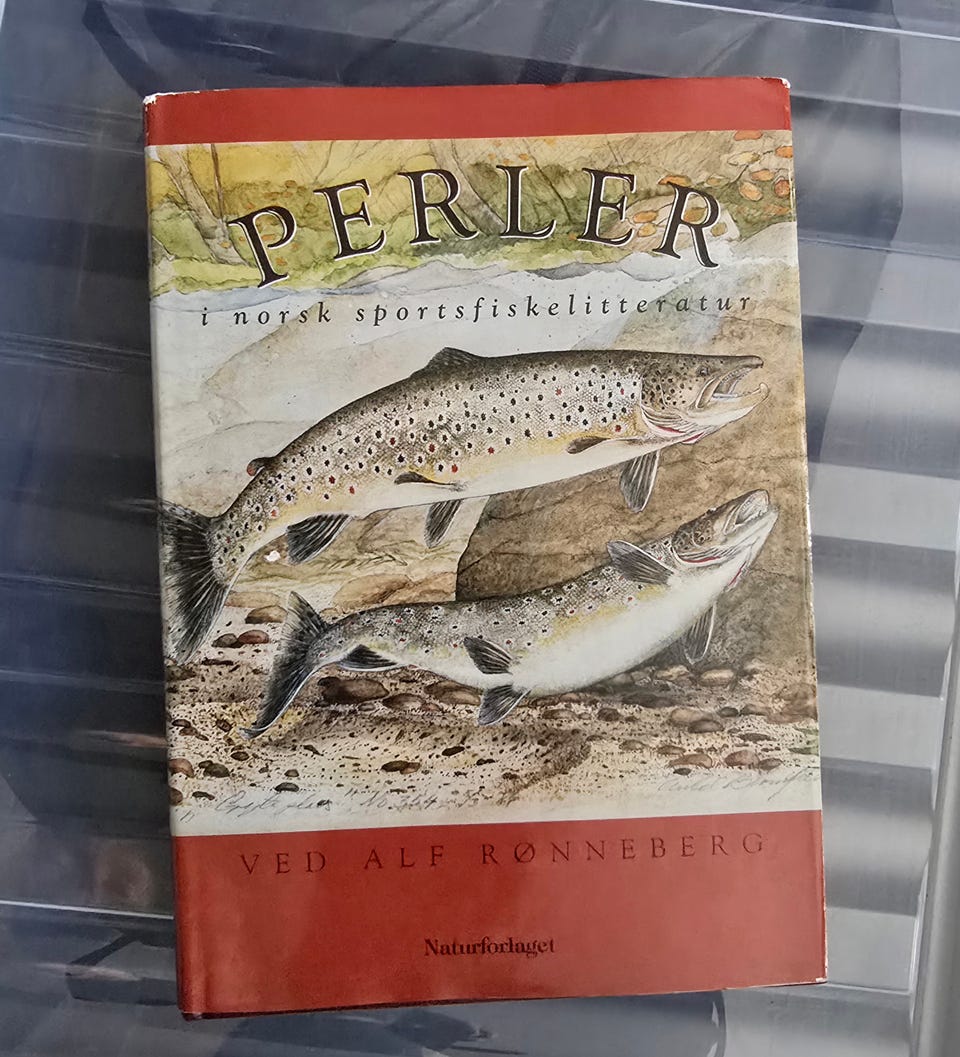 PERLER
i norsk sportsfiskelitteratur
VED ALF RØNNEBERG
Naturforlaget